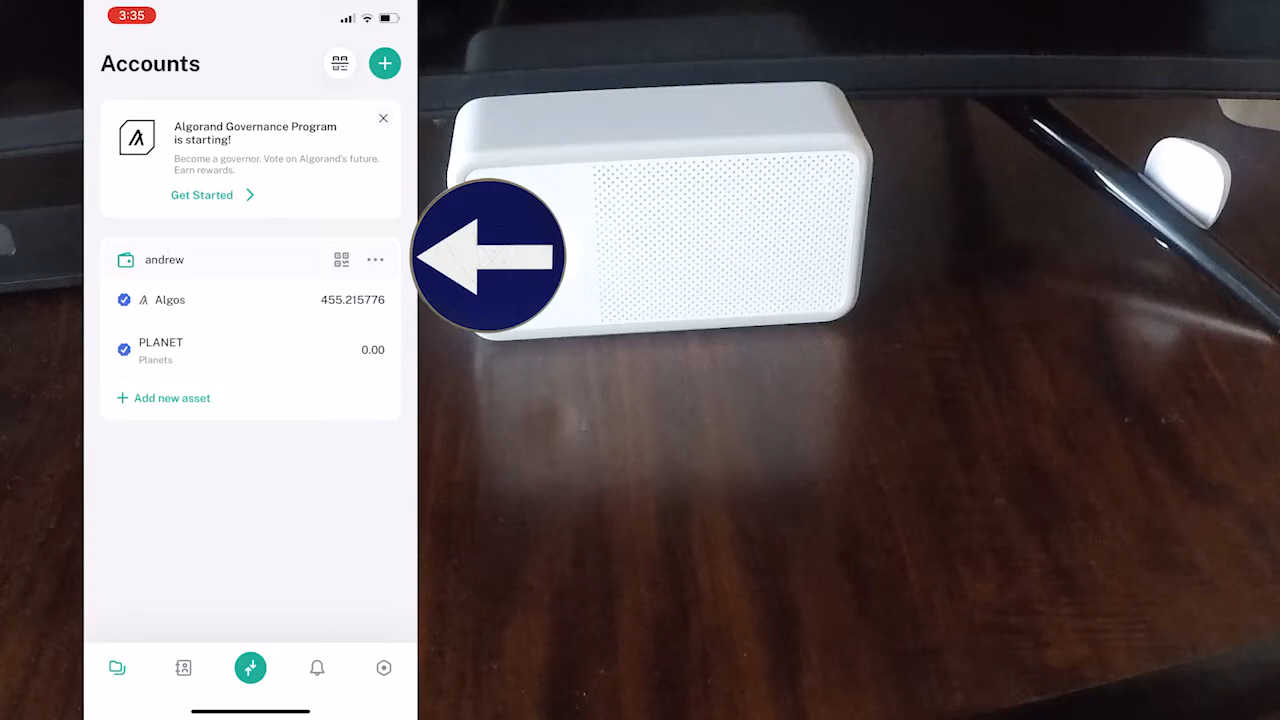 3:35
Accounts
Algorand Governance Program
is starting!
Become a governor. Vote on Algorand's future.
Earn rewards.
Get Started
andrew
Algos 455.215776
PLANET
Planets
0.00
Add new asset